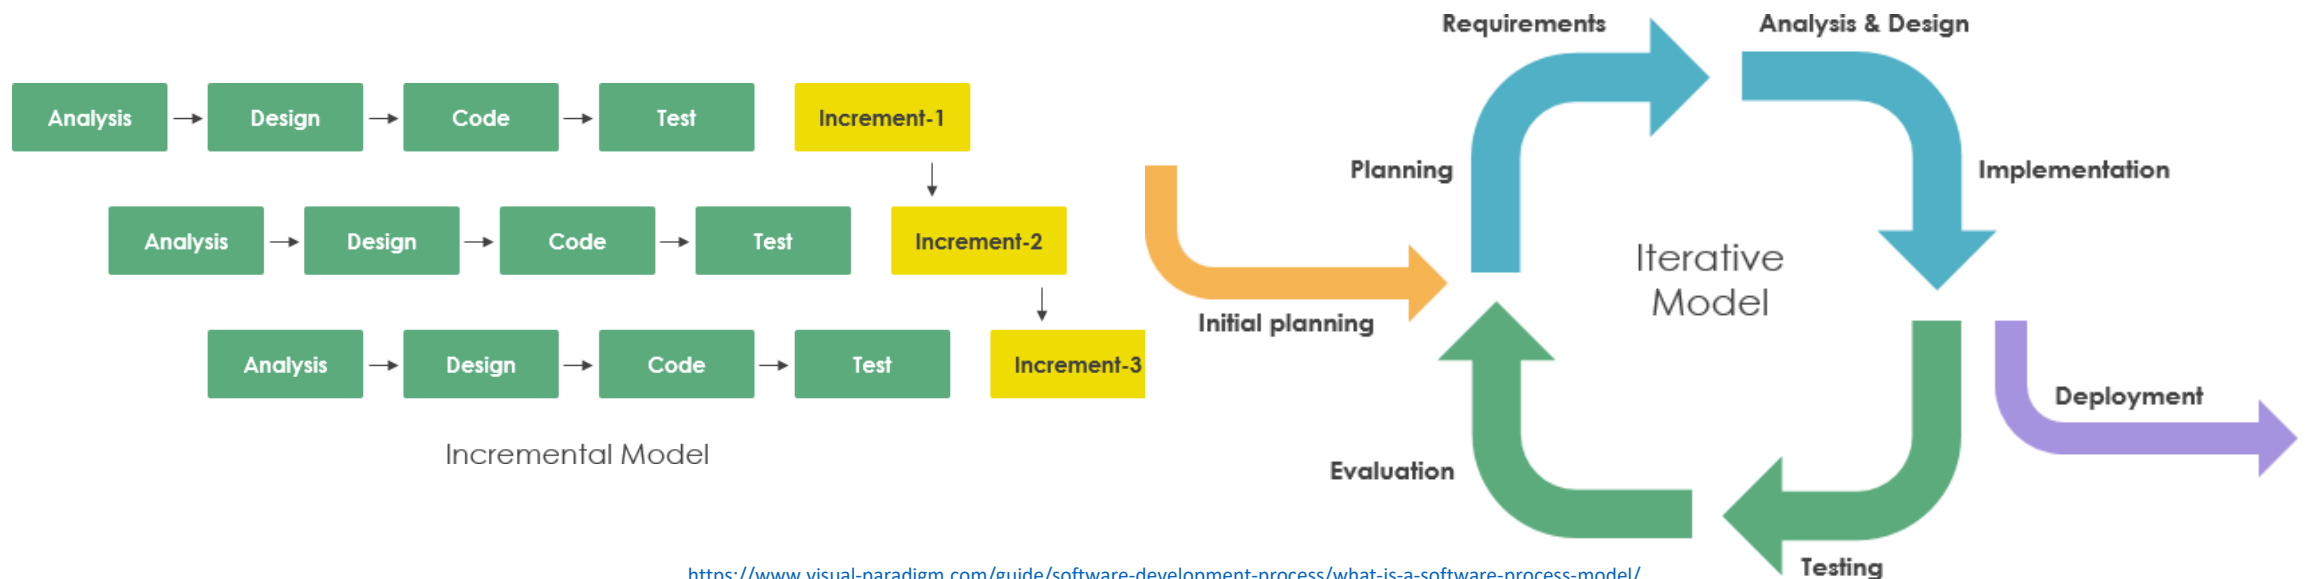 Analysis
Design
Code
Test
Increment-1
Analysis
Design
Code
Test
Increment-2
Analysis
Design
Code
Test
Increment-3
Incremental Model
Requirements
Analysis & Design
Planning
Implementation
Iterative
Model
Initial planning
Deployment
Evaluation
Testing
https://www.visual-paradigm.com/guide/software-development-process/what-is-a-software-process-model/